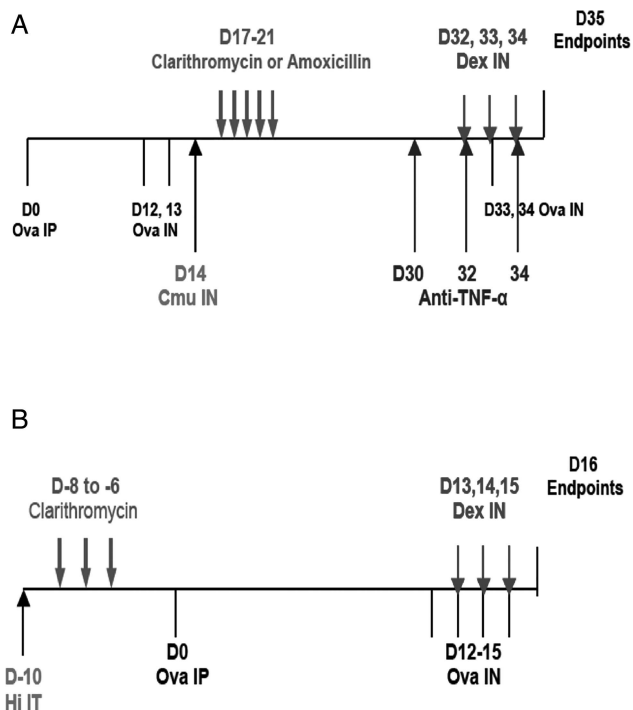 A
D17-21
Clarithromycin or Amoxicillin
D32, 33, 34
Dex IN
D35
Endpoints
D0
Ova IP
D12, 13
Ova IN
D33, 34 Ova IN
D14
Cmu IN
D30 32 34
Anti-TNF-α
B
D-8 to -6
Clarithromycin
D13,14,15
Dex IN
D16
Endpoints
D-10
Hi IT
D0
Ova IP
D12-15
Ova IN